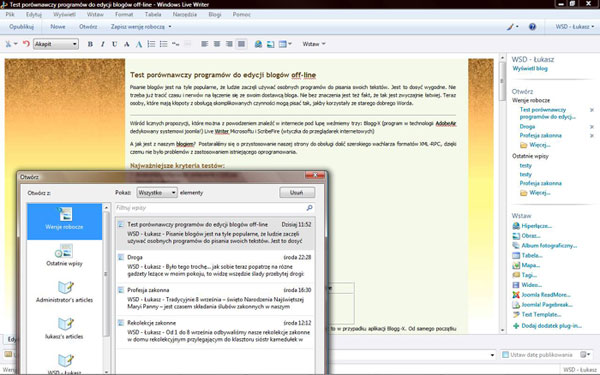 Test porównawczy programów do edycji blogów off-line - Windows Live Writer
Plik Edytuj Wyświetl Wstaw Format Tabela Narzędzia Blogi Pomoc
Opublikuj Nowe Otwórz Zapisz wersję roboczą WSD - Łukasz
Akapit B I U Wstaw
WSD - Łukasz
Wyświetl blog
Otwórz
Wersje robocze
Test porównawczy programów do edycji...
Droga
Profesja zakonna
Więcej...
Ostatnie wpisy
testy
Testy
Profesja zakonna
Więcej...
Wstaw
Hiperłącze...
Obraz...
Album fotograficzny...
Tabela...
Mapa...
Tagi...
Wideo...
Joomla ReadMore...
Joomla! Pagebreak...
Text Template...
Dodaj dodatek plug-in...
Test porównawczy programów do edycji blogów off-line
Pisanie blogów jest na tyle popularne, że ludzie zaczęli używać osobnych programów do pisania swoich tekstów. Jest to dosyć wygodne. Nie
trzeba już tracić czasu i nerwów na łączenie się ze swoim dostawcą bloga. Nie bez znaczenia jest też fakt, że tak jest zwyczajnie łatwiej. Teraz
osoby, które mają kłopoty z obsługą skomplikowanych czynności mogą pisać tak, jakby korzystały ze starego dobrego Worda.
Wśród licznych propozycji, które można z powodzeniem znaleźć w internecie pod lupę weźmiemy trzy: Blogg-X (program w technologii AdobeAir
dedykowany systemowi Joomla!) Live Writer Microsoftu i ScribeFire (wtyczka do przeglądarek internetowych)
A jak jest z naszym blogiem? Postaraliśmy się o przystosowanie naszej strony do obsługi dość szerokiego wachlarza formatów XML RPC, dzięki
czemu nie było problemów z zastosowaniem istniejącego oprogramowania.
Najważniejsze kryteria testów:
Otwórz
Otwórz z: Pokaż: Wszystko elementy Usuń
Wersje robocze
Ostatnie wpisy
Administrator's articles
lukasz's articles
WSD - Łukasz
Filtruj wpisy
Test porównawczy programów do edycji blogów off-line Dzisiaj 11:52
WSD - Łukasz - Pisanie blogów jest na tyle popularne, że ludzie zaczęli
używać osobnych programów do pisania swoich tekstów. Jest to dosyć
Droga środa 22:28
WSD - Łukasz - Było tego trochę... jak sobie teraz popatrzę na różne
gadżety leżące w moim pokoju, to widzę wszędzie ślady przebytej drogi:
Profesja zakonna środa 16:30
WSD - Łukasz - Tradycyjnie 8 września – święto Narodzenia Najświętszej
Maryi Panny – jest czasem składania ślubów zakonnych w naszym
Rekolekcje zakonne środa 12:12
WSD - Łukasz - Od 1 do 8 września odbywaliśmy nasze rekolekcje zakonne
w domu rekolekcyjnym przylegającym do klasztoru sióstr kamedułek w
to w przypadku aplikacji Blogg-X. Od samego początku
Ustaw datę publikowania
WSD - Łukasz